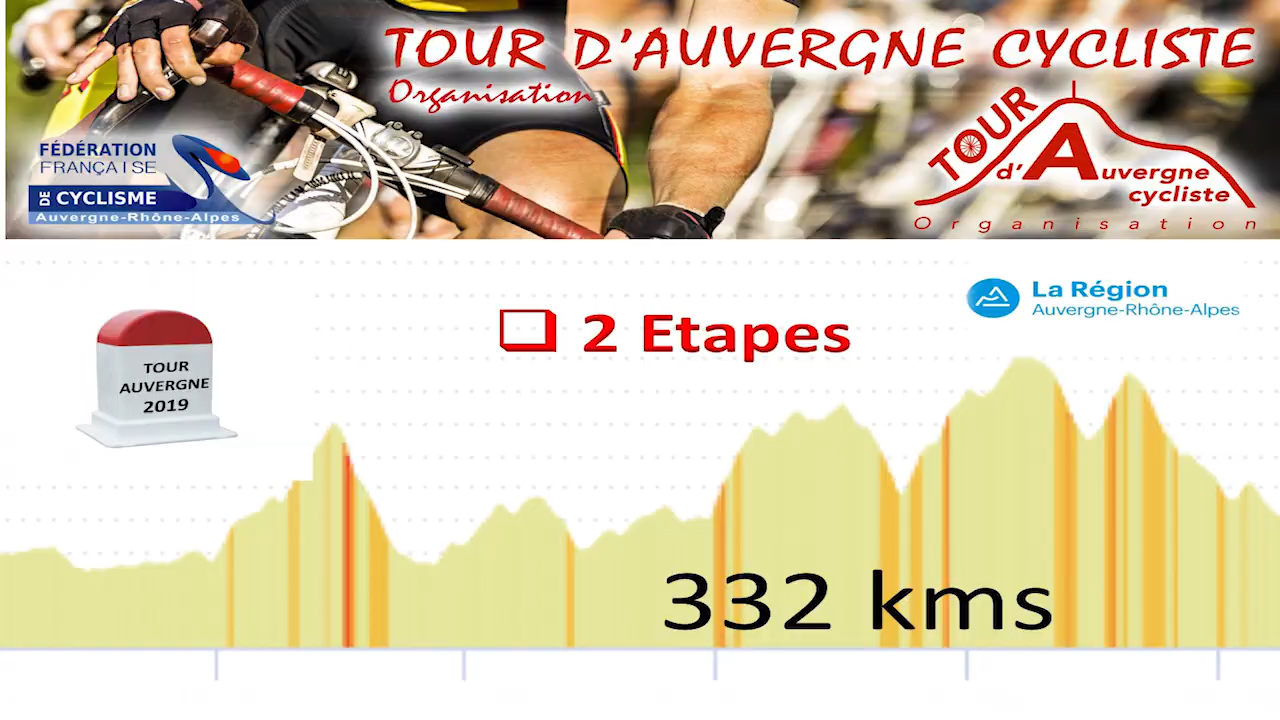 TOUR D'AUVERGNE CYCLISTE
Organisation
FÉDÉRATION
FRANÇAISE
DE CYCLISME
Auvergne-Rhône-Alpes
TOUR
d'Auvergne
cycliste
Organisation
La Région
Auvergne-Rhône-Alpes
2 Etapes
TOUR
AUVERGNE
2019
332 kms